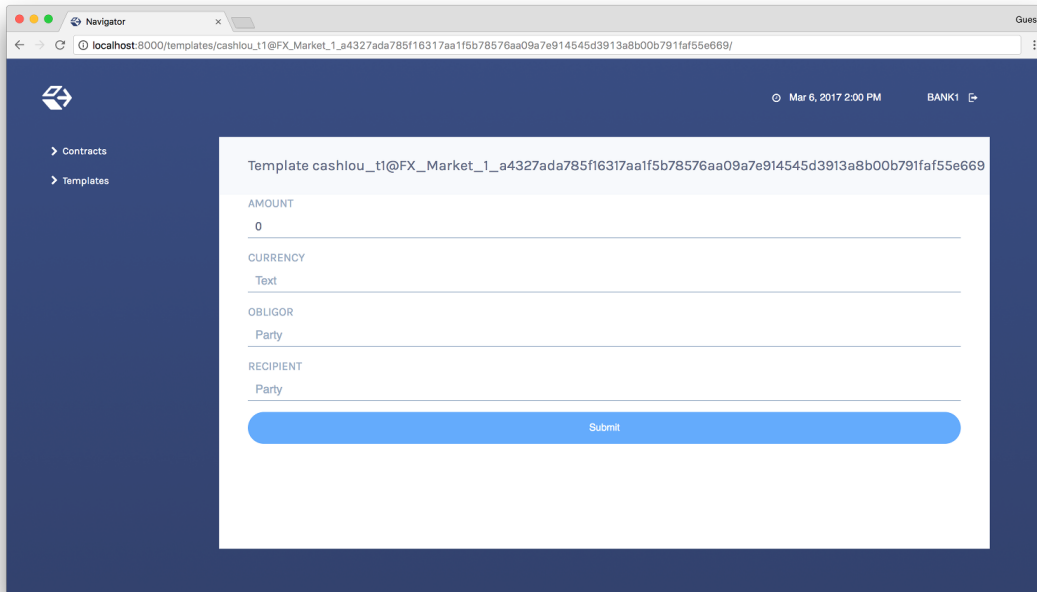 Navigator
Gues
localhost:8000/templates/cashIou_t1@FX_Market_1_a4327ada785f16317aa1f5b78576aa09a7e914545d3913a8b00b791faf55e669/
Mar 6, 2017 2:00 PM BANK1
Contracts
Templates
Template cashIou_t1@FX_Market_1_a4327ada785f16317aa1f5b78576aa09a7e914545d3913a8b00b791faf55e669
AMOUNT
0
CURRENCY
Text
OBLIGOR
Party
RECIPIENT
Party
Submit